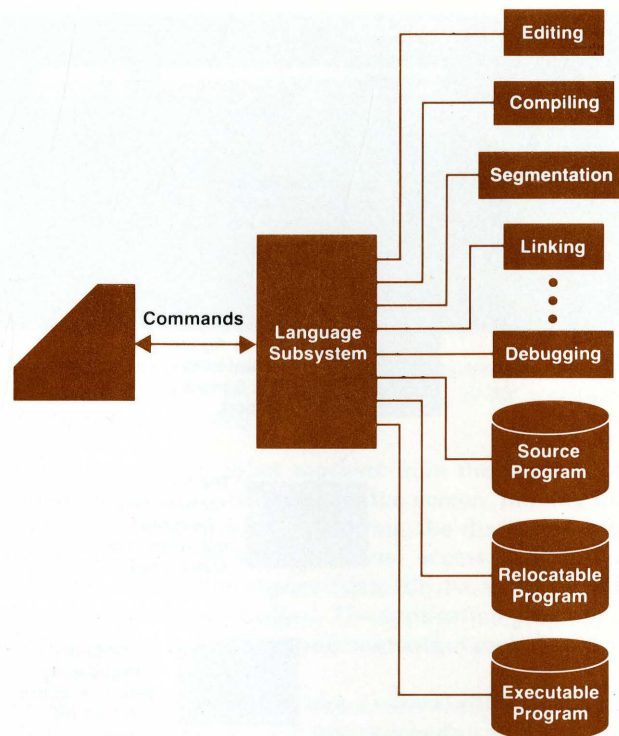 Editing
Compiling
Segmentation
Linking
Debugging
Commands
Language
Subsystem
Source
Program
Relocatable
Program
Executable
Program